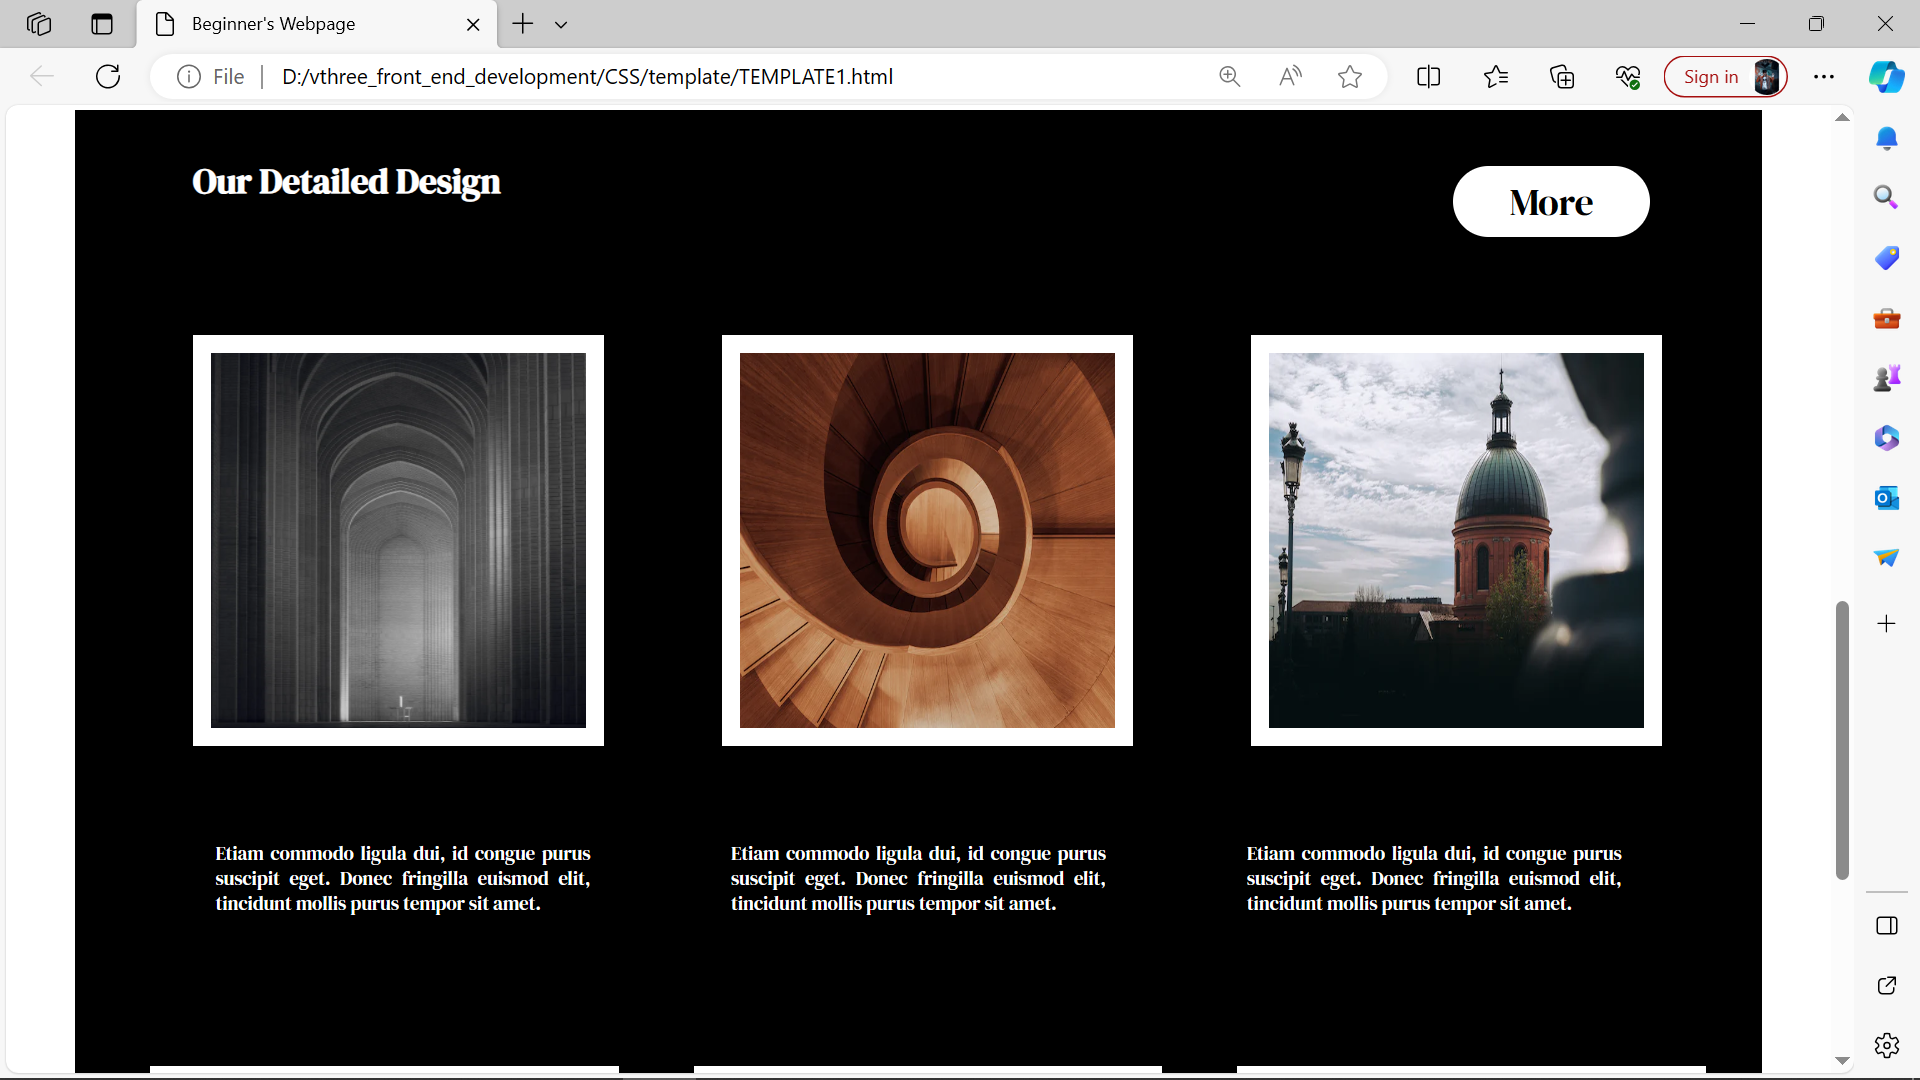 Beginner's Webpage
File
D:/vthree_front_end_development/CSS/template/TEMPLATE1.html
Sign in
Our Detailed Design
More
Etiam commodo ligula dui, id congue purus
suscipit eget. Donec fringilla euismod elit,
tincidunt mollis purus tempor sit amet.
Etiam commodo ligula dui, id congue purus
suscipit eget. Donec fringilla euismod elit,
tincidunt mollis purus tempor sit amet.
Etiam commodo ligula dui, id congue purus
suscipit eget. Donec fringilla euismod elit,
tincidunt mollis purus tempor sit amet.